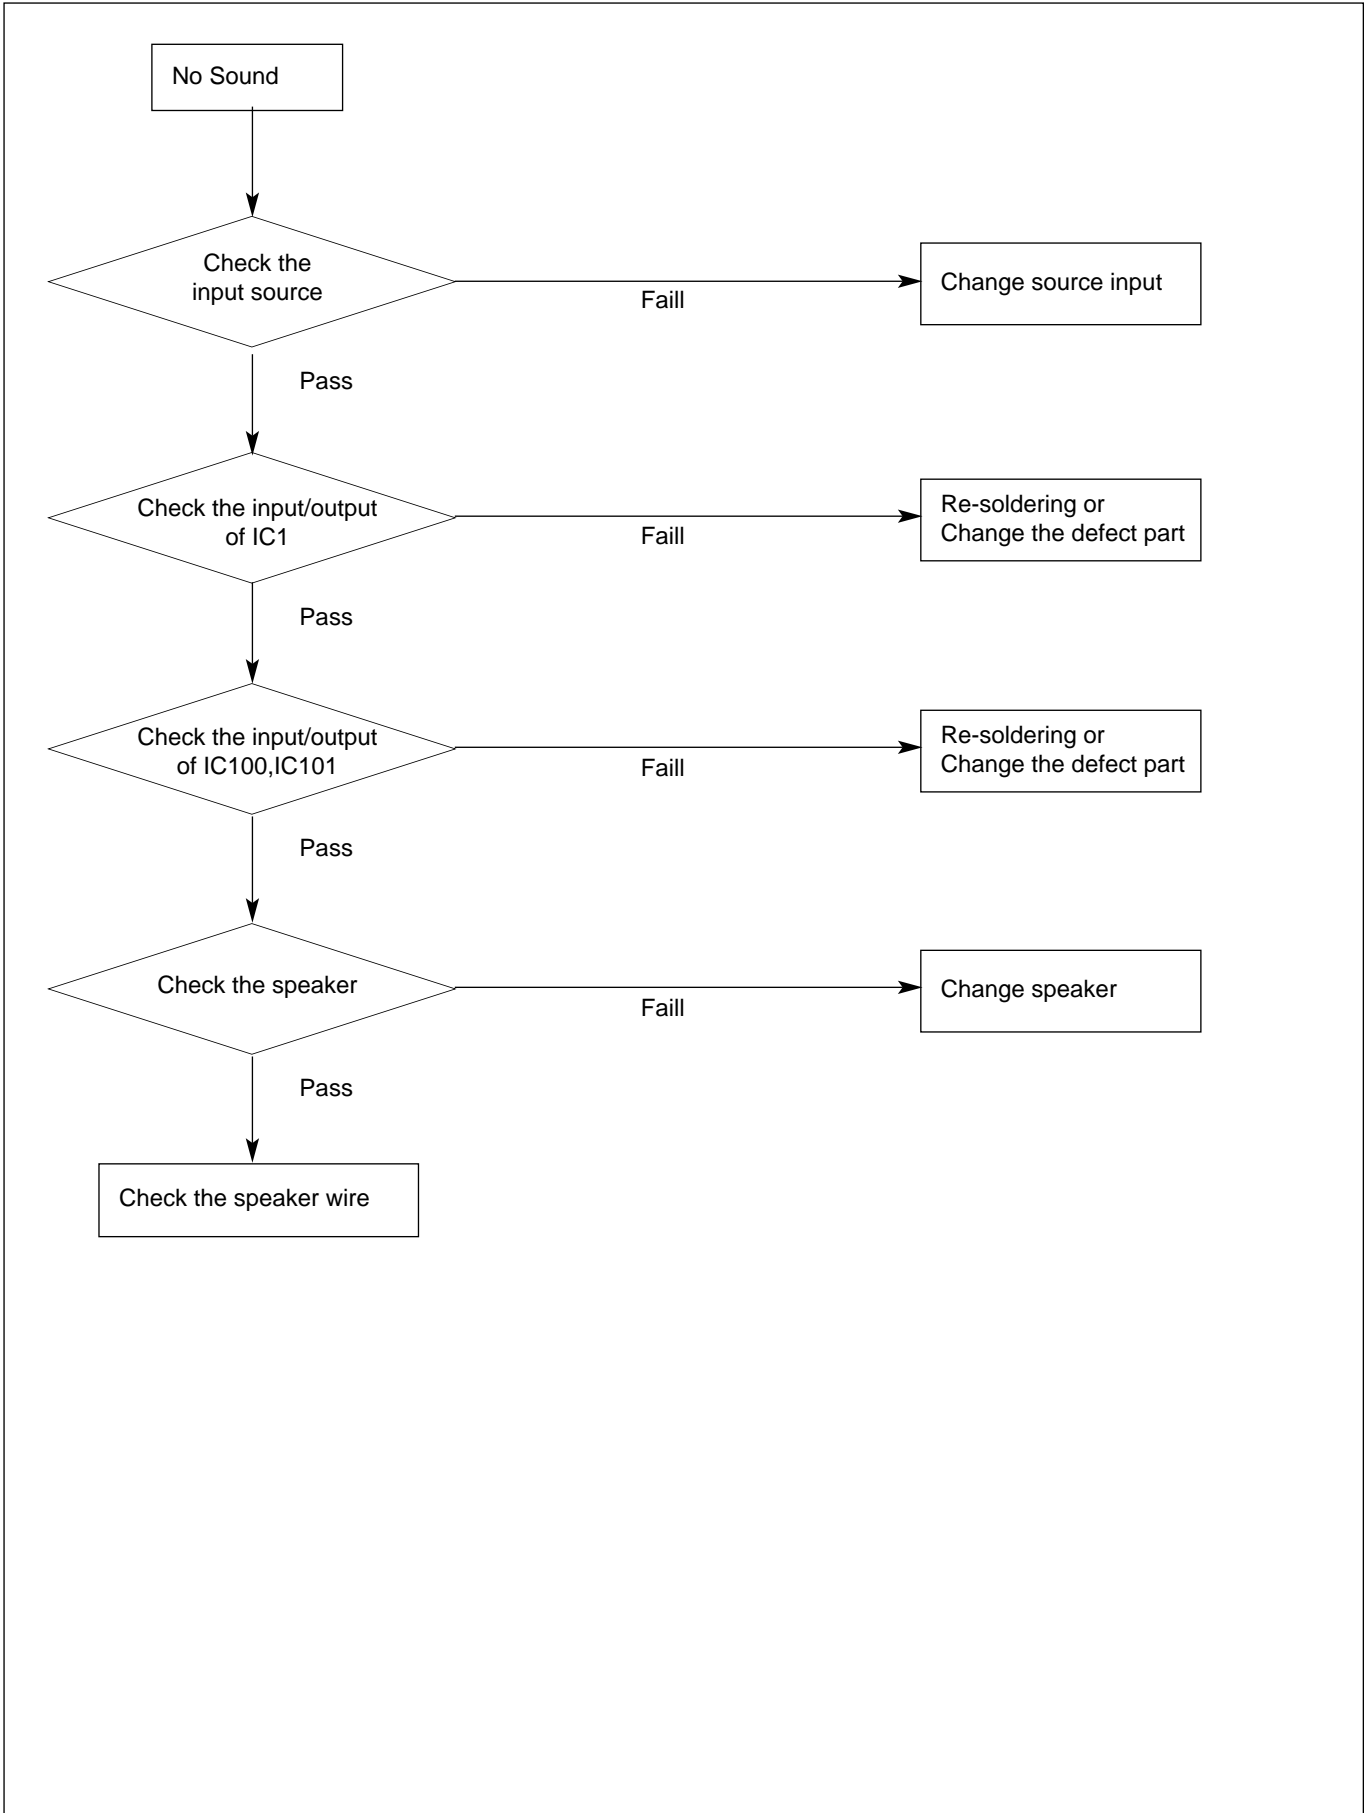 No Sound
Check the
input source
Faill
Change source input
Pass
Check the input/output
of IC1
Faill
Re-soldering or
Change the defect part
Pass
Check the input/output
of IC100,IC101
Faill
Re-soldering or
Change the defect part
Pass
Check the speaker
Faill
Change speaker
Pass
Check the speaker wire